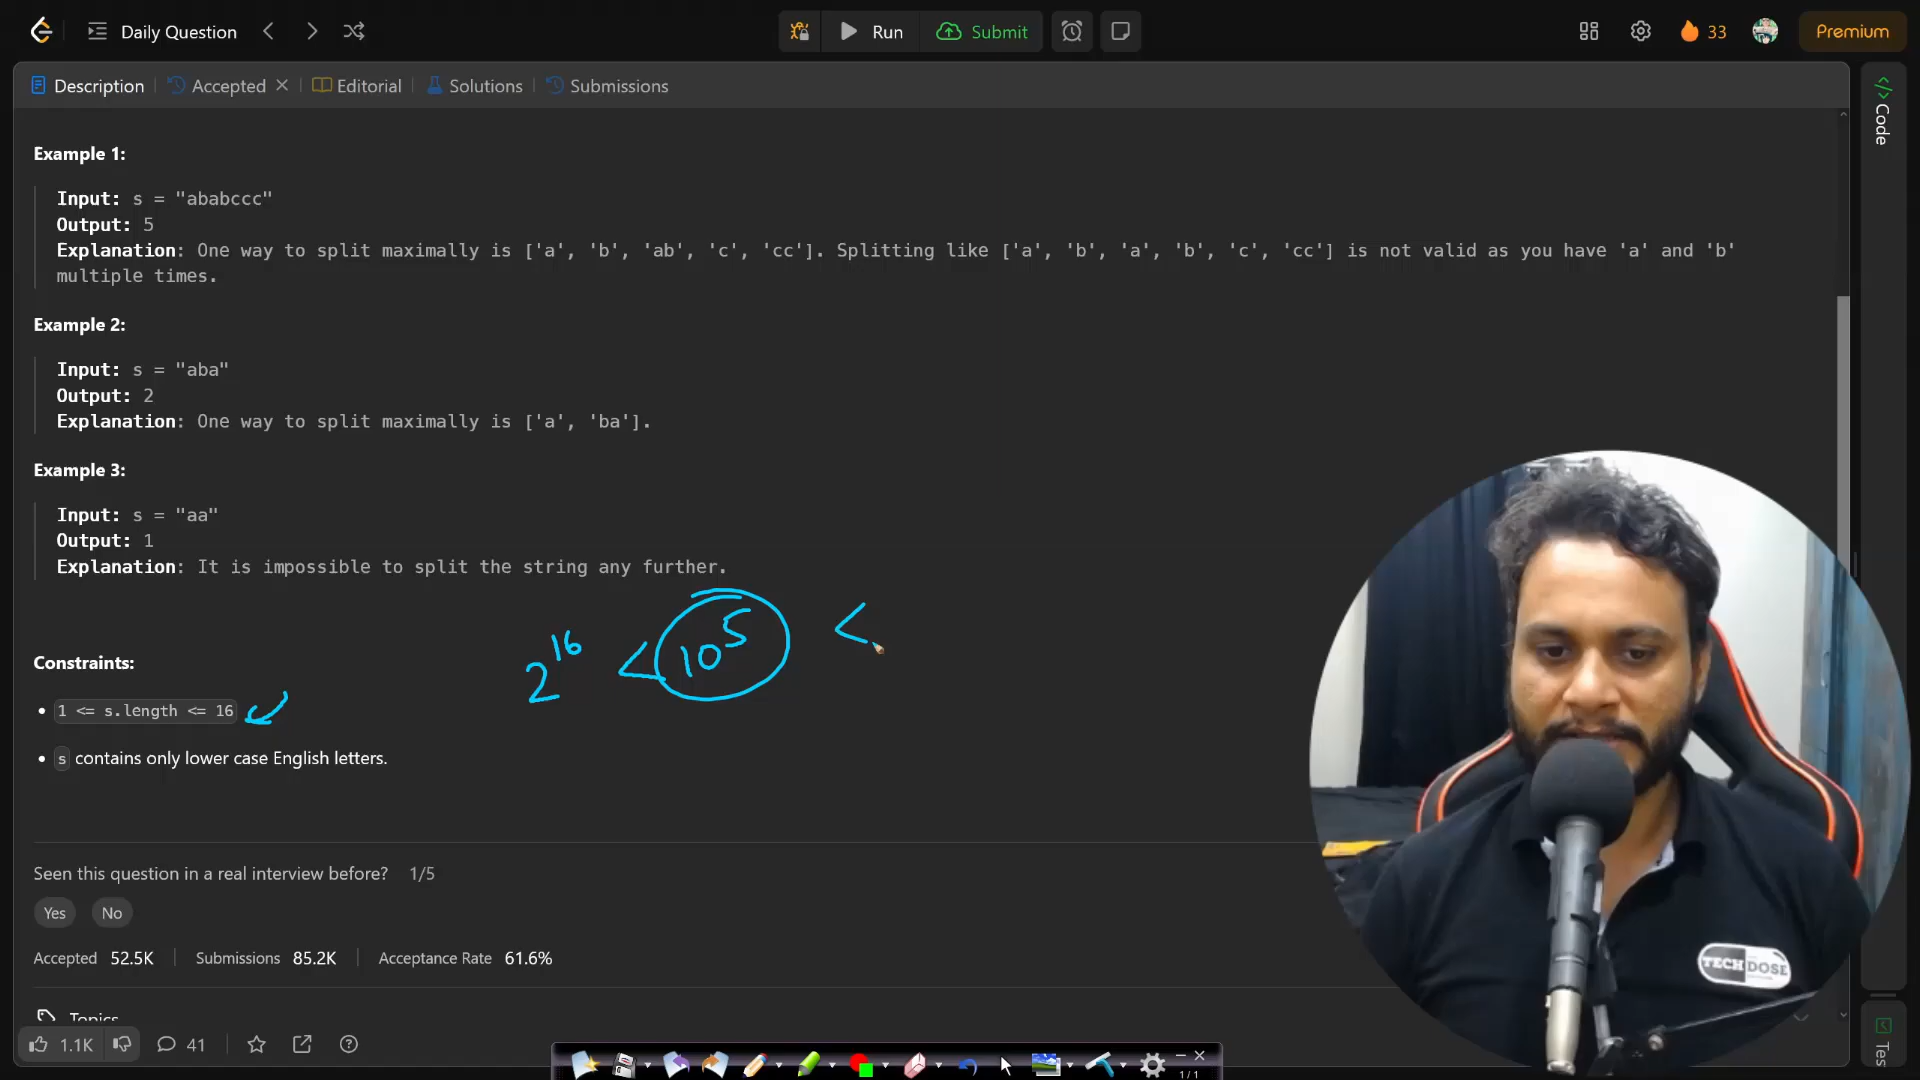 Daily Question
Run
Submit
33
Premium
Description
Accepted
Editorial
Solutions
Submissions
Code
Example 1:
Input: s = "ababccc"
Output: 5
Explanation: One way to split maximally is ['a', 'b', 'ab', 'c', 'cc']. Splitting like ['a', 'b', 'a', 'b', 'c', 'cc'] is not valid as you have 'a' and 'b'
multiple times.
Example 2:
Input: s = "aba"
Output: 2
Explanation: One way to split maximally is ['a', 'ba'].
Example 3:
Input: s = "aa"
Output: 1
Explanation: It is impossible to split the string any further.
2^16 < 10^5 <
Constraints:
1 <= s.length <= 16
s contains only lower case English letters.
Seen this question in a real interview before? 1/5
Yes No
Accepted 52.5K Submissions 85.2K Acceptance Rate 61.6%
TECH DOSE
Topics
1.1K 41
1/1